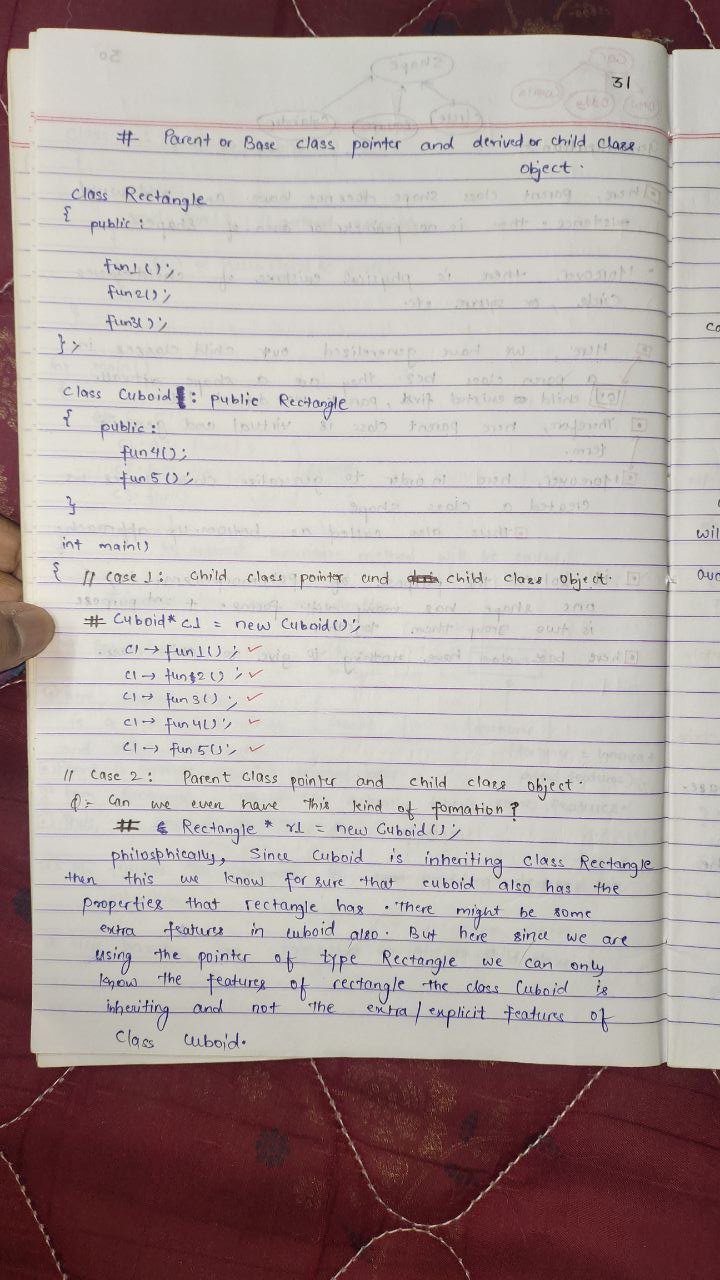 31
# Parent or Base class pointer and derived or child class
object.
class Rectangle
{ public :
fun1();
fun2();
fun3();
};
class Cuboid : public Rectangle
{ public :
fun4();
fun5();
}
int main()
{ // case 1: child class pointer and child class object.
# Cuboid* c1 = new Cuboid();
c1 → fun1(); ✓
c1 → fun2(); ✓
c1 → fun3(); ✓
c1 → fun4(); ✓
c1 → fun5(); ✓
// case 2: Parent class pointer and child class object.
Q:- Can we even have this kind of formation?
# Rectangle * r1 = new Cuboid();
philosphically, Since Cuboid is inheriting class Rectangle
then this we know for sure that cuboid also has the
properties that rectangle has. There might be some
extra features in cuboid also. But here since we are
using the pointer of type Rectangle we can only
know the features of rectangle the class Cuboid is
inheriting and not the extra/explicit features of
Class Cuboid.
co
wil